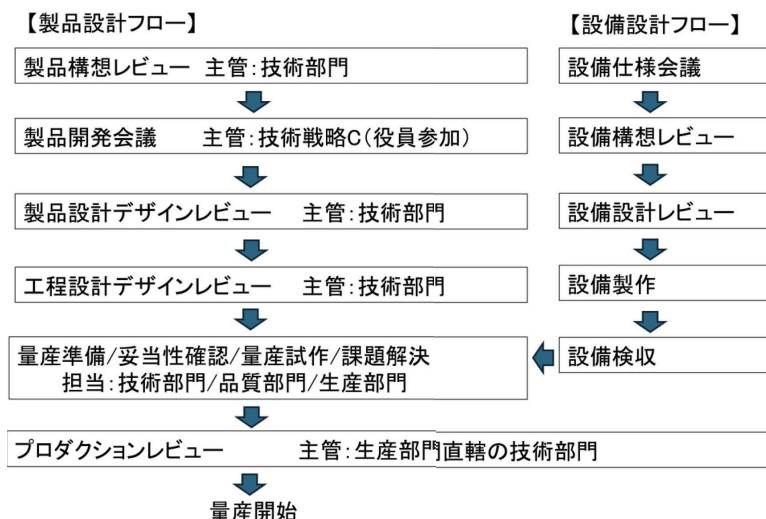 【製品設計フロー】
製品構想レビュー 主管:技術部門
製品開発会議 主管:技術戦略C(役員参加)
製品設計デザインレビュー 主管:技術部門
工程設計デザインレビュー 主管:技術部門
量産準備/妥当性確認/量産試作/課題解決
担当:技術部門/品質部門/生産部門
【設備設計フロー】
設備仕様会議
設備構想レビュー
設備設計レビュー
設備製作
設備検収
プロダクションレビュー 主管:生産部門直轄の技術部門
量産開始